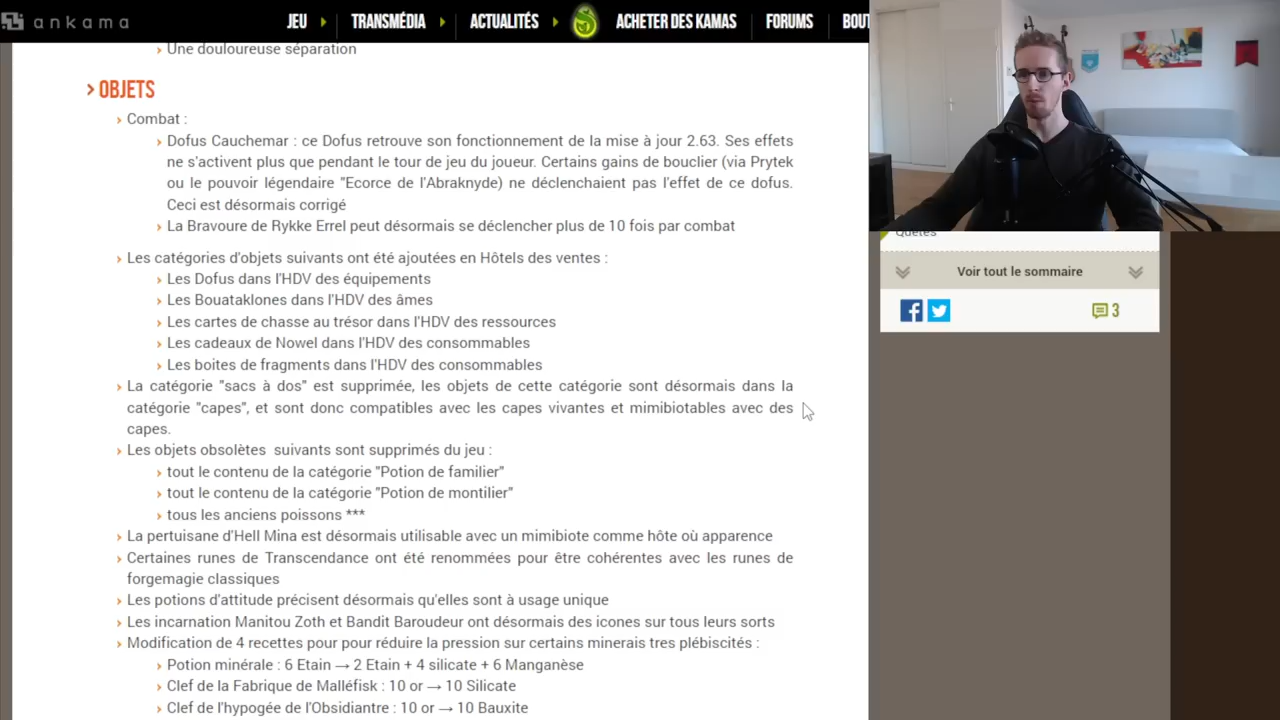 ankama
JEU
TRANSMÉDIA
ACTUALITÉS
ACHETER DES KAMAS
FORUMS
BOUT
Une douloureuse séparation
OBJETS
Combat :
Dofus Cauchemar : ce Dofus retrouve son fonctionnement de la mise à jour 2.63. Ses effets
ne s'activent plus que pendant le tour de jeu du joueur. Certains gains de bouclier (via Prytek
ou le pouvoir légendaire "Ecorce de l'Abraknyde) ne déclenchaient pas l'effet de ce dofus.
Ceci est désormais corrigé
La Bravoure de Rykke Errel peut désormais se déclencher plus de 10 fois par combat
Les catégories d'objets suivants ont été ajoutées en Hôtels des ventes :
Les Dofus dans l'HDV des équipements
Les Bouataklones dans l'HDV des âmes
Les cartes de chasse au trésor dans l'HDV des ressources
Les cadeaux de Nowel dans l'HDV des consommables
Les boites de fragments dans l'HDV des consommables
La catégorie "sacs à dos" est supprimée, les objets de cette catégorie sont désormais dans la
catégorie "capes", et sont donc compatibles avec les capes vivantes et mimibiotables avec des
capes.
Les objets obsolètes  suivants sont supprimés du jeu :
tout le contenu de la catégorie "Potion de familier"
tout le contenu de la catégorie "Potion de montilier"
tous les anciens poissons ***
La pertuisane d'Hell Mina est désormais utilisable avec un mimibiote comme hôte où apparence
Certaines runes de Transcendance ont été renommées pour être cohérentes avec les runes de
forgemagie classiques
Les potions d'attitude précisent désormais qu'elles sont à usage unique
Les incarnation Manitou Zoth et Bandit Baroudeur ont désormais des icones sur tous leurs sorts
Modification de 4 recettes pour pour réduire la pression sur certains minerais tres plébiscités :
Potion minérale : 6 Etain → 2 Etain + 4 silicate + 6 Manganèse
Clef de la Fabrique de Malléfisk : 10 or → 10 Silicate
Clef de l'hypogée de l'Obsidiantre : 10 or → 10 Bauxite
Quêtes
Voir tout le sommaire
3